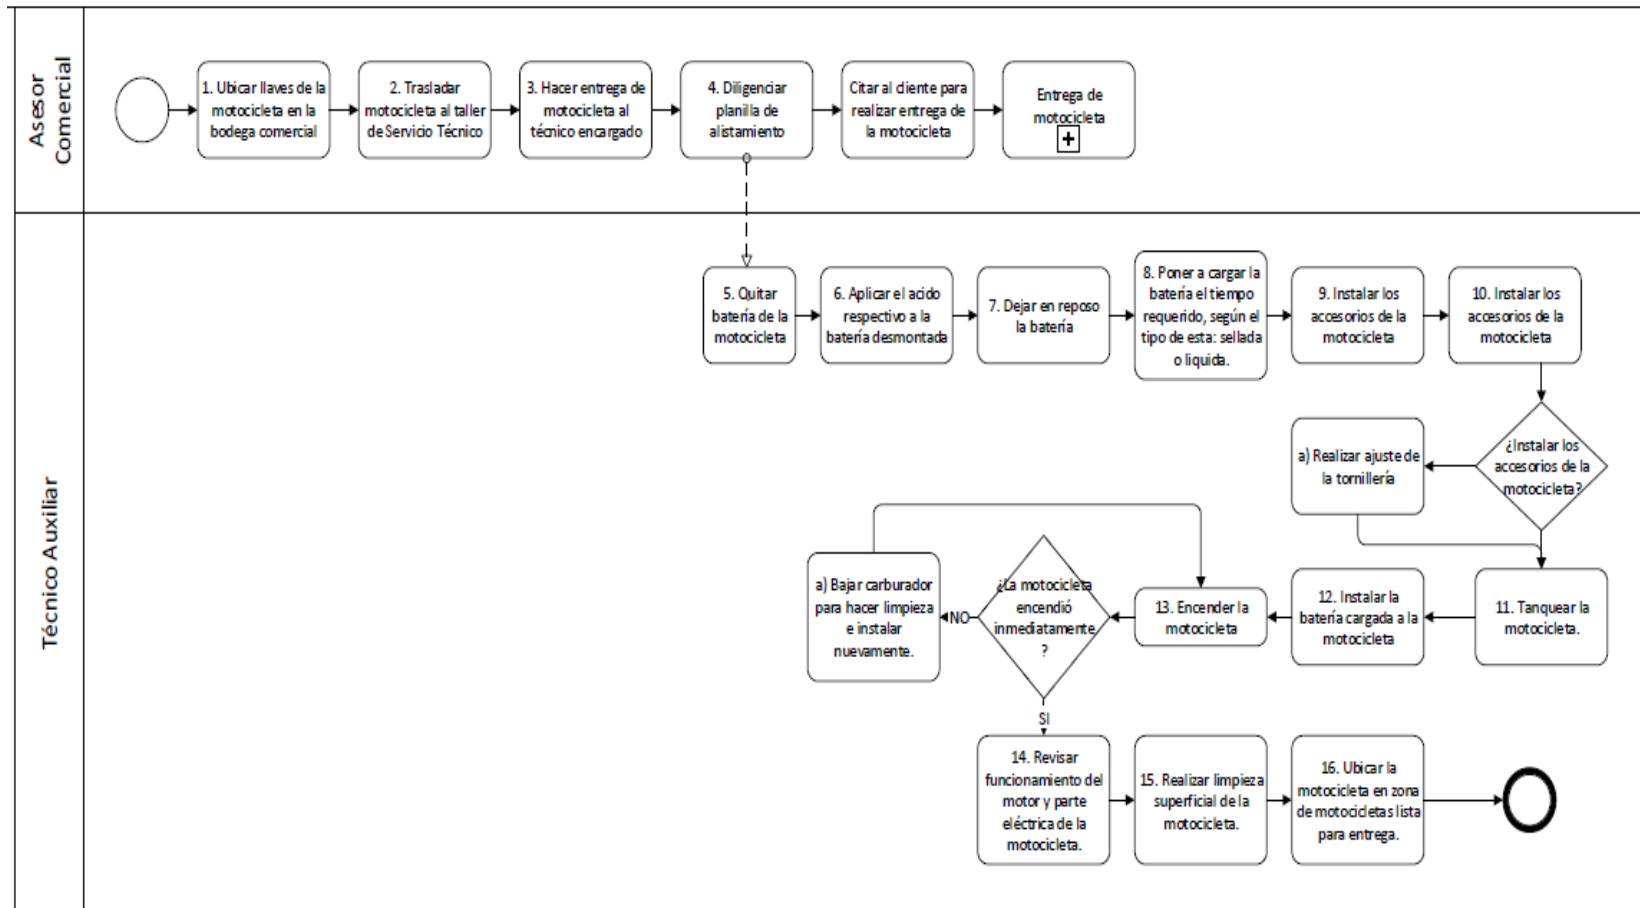 Asesor
Comercial
1. Ubicar llaves de la
motocicleta en la
bodega comercial
2. Trasladar
motocicleta al taller
de Servicio Técnico
3. Hacer entrega de
motocicleta al
técnico encargado
4. Diligenciar
planilla de
alistamiento
Citar al cliente para
realizar entrega de
la motocicleta
Entrega de
motocicleta
Técnico Auxiliar
5. Quitar
batería de la
motocicleta
6. Aplicar el acido
respectivo a la
batería desmontada
7. Dejar en reposo
la batería
8. Poner a cargar la
batería el tiempo
requerido, según el
tipo de esta: sellada
o liquida.
9. Instalar los
accesorios de la
motocicleta
10. Instalar los
accesorios de la
motocicleta
¿Instalar los
accesorios de la
motocicleta?
a) Realizar ajuste de
la tornillería
11. Tanquear la
motocicleta.
12. Instalar la
batería cargada a la
motocicleta
13. Encender la
motocicleta
¿La motocicleta
encendió
inmediatamente
?
NO
a) Bajar carburador
para hacer limpieza
e instalar
nuevamente.
SI
14. Revisar
funcionamiento del
motor y parte
eléctrica de la
motocicleta.
15. Realizar limpieza
superficial de la
motocicleta.
16. Ubicar la
motocicleta en zona
de motocicletas lista
para entrega.